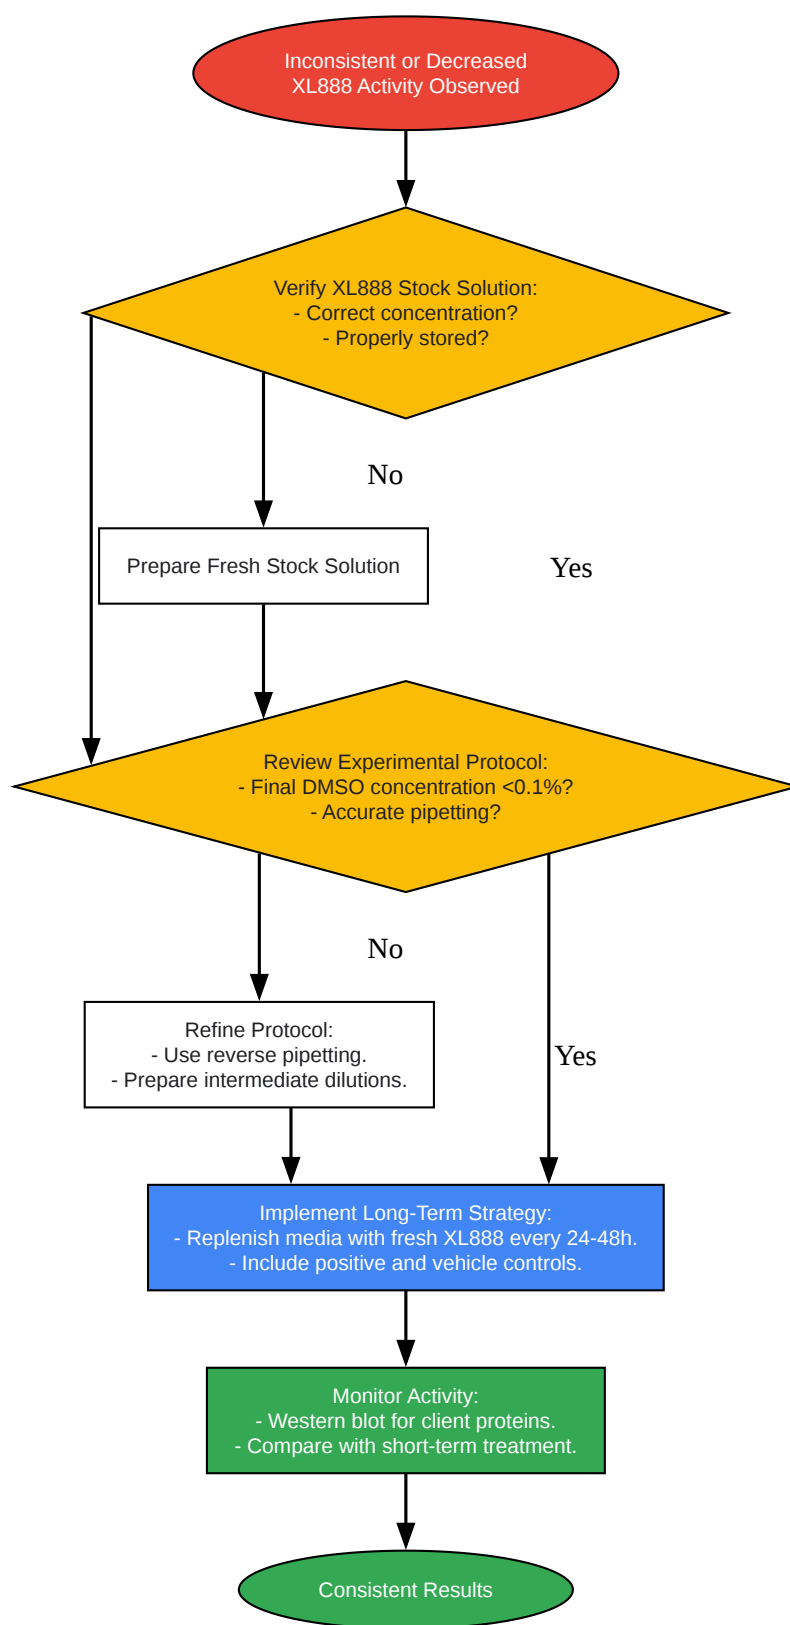 Inconsistent or Decreased
XL888 Activity Observed
Verify XL888 Stock Solution:
- Correct concentration?
- Properly stored?
No
Prepare Fresh Stock Solution
Yes
Review Experimental Protocol:
- Final DMSO concentration <0.1%?
- Accurate pipetting?
No
Refine Protocol:
- Use reverse pipetting.
- Prepare intermediate dilutions.
Yes
Implement Long-Term Strategy:
- Replenish media with fresh XL888 every 24-48h.
- Include positive and vehicle controls.
Monitor Activity:
- Western blot for client proteins.
- Compare with short-term treatment.
Consistent Results